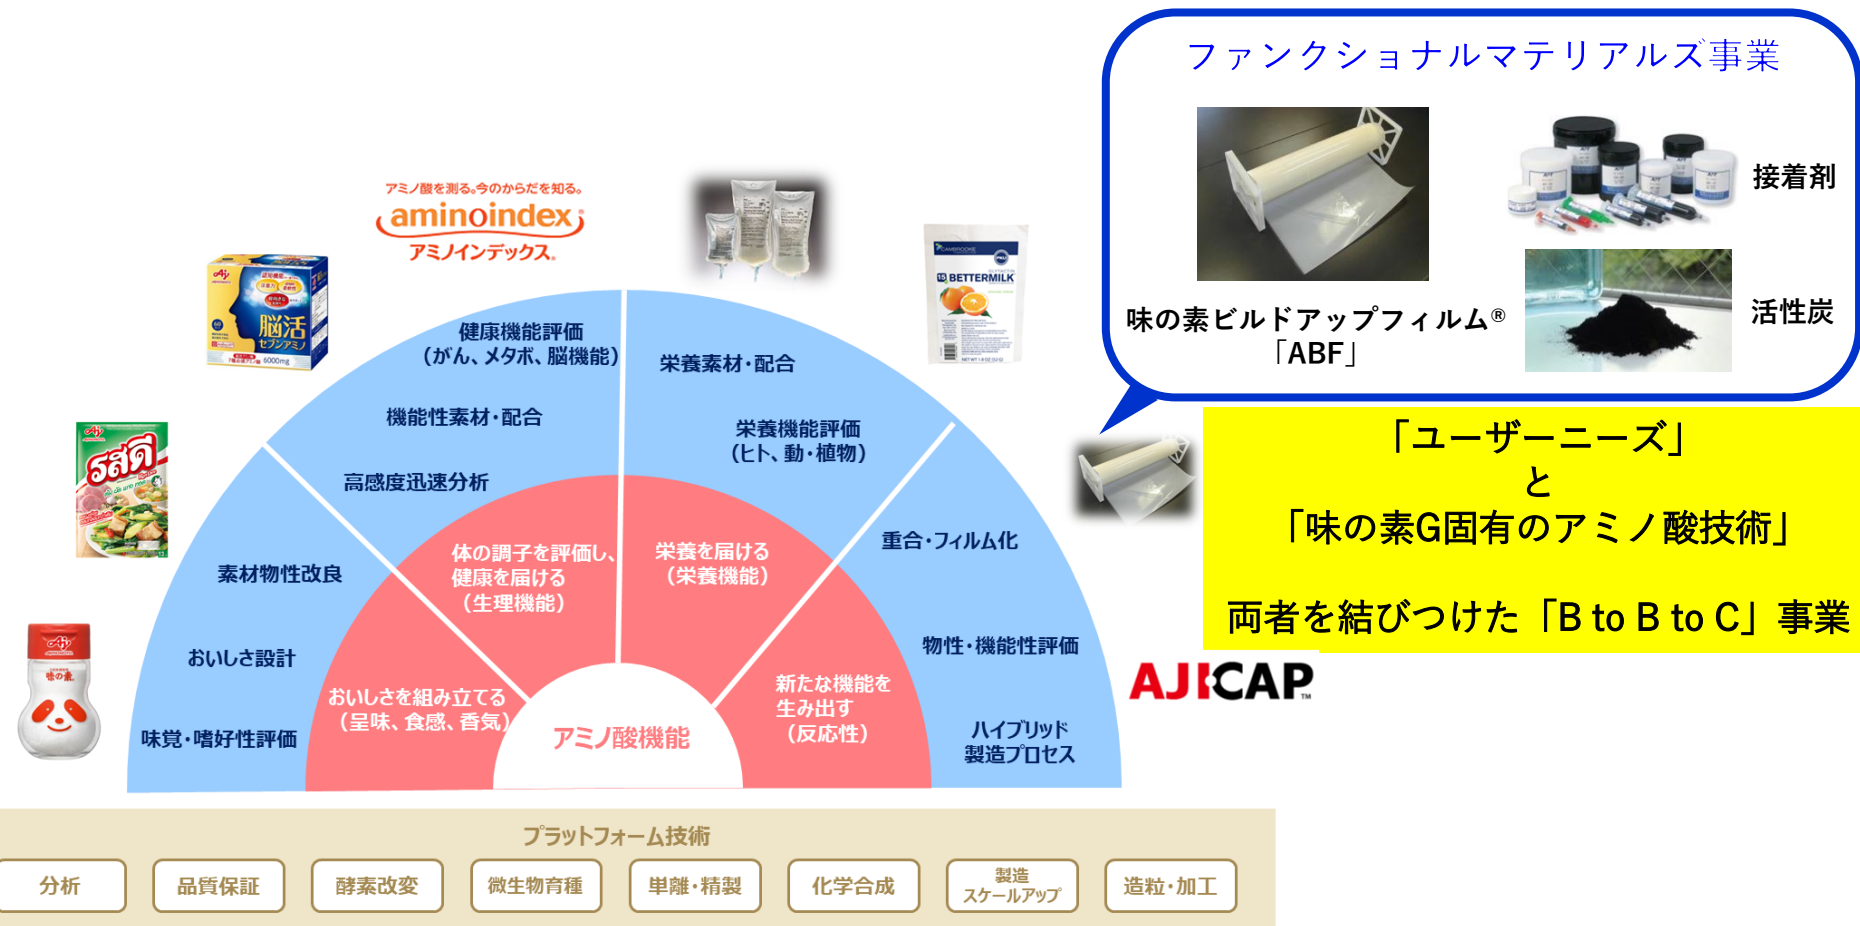 ファンクショナルマテリアルズ事業
味の素ビルドアップフィルム®
「ABF」
接着剤
活性炭
「ユーザーニーズ」
と
「味の素G固有のアミノ酸技術」
両者を結びつけた「B to B to C」事業
アミノ酸を測る。今のからだを知る。
aminoindex
アミノインデックス。
脳活
セブンアミノ
6000mg
รสดี
味の素
CAMBROOKE
15 BETTERMILK
AJICAP™
健康機能評価
（がん、メタボ、脳機能）
機能性素材・配合
高感度迅速分析
栄養素材・配合
栄養機能評価
（ヒト、動・植物）
素材物性改良
おいしさ設計
味覚・嗜好性評価
重合・フィルム化
物性・機能性評価
ハイブリッド
製造プロセス
体の調子を評価し、
健康を届ける
（生理機能）
栄養を届ける
（栄養機能）
おいしさを組み立てる
（呈味、食感、香気）
新たな機能を
生み出す
（反応性）
アミノ酸機能
プラットフォーム技術
分析
品質保証
酵素改変
微生物育種
単離・精製
化学合成
製造
スケールアップ
造粒・加工